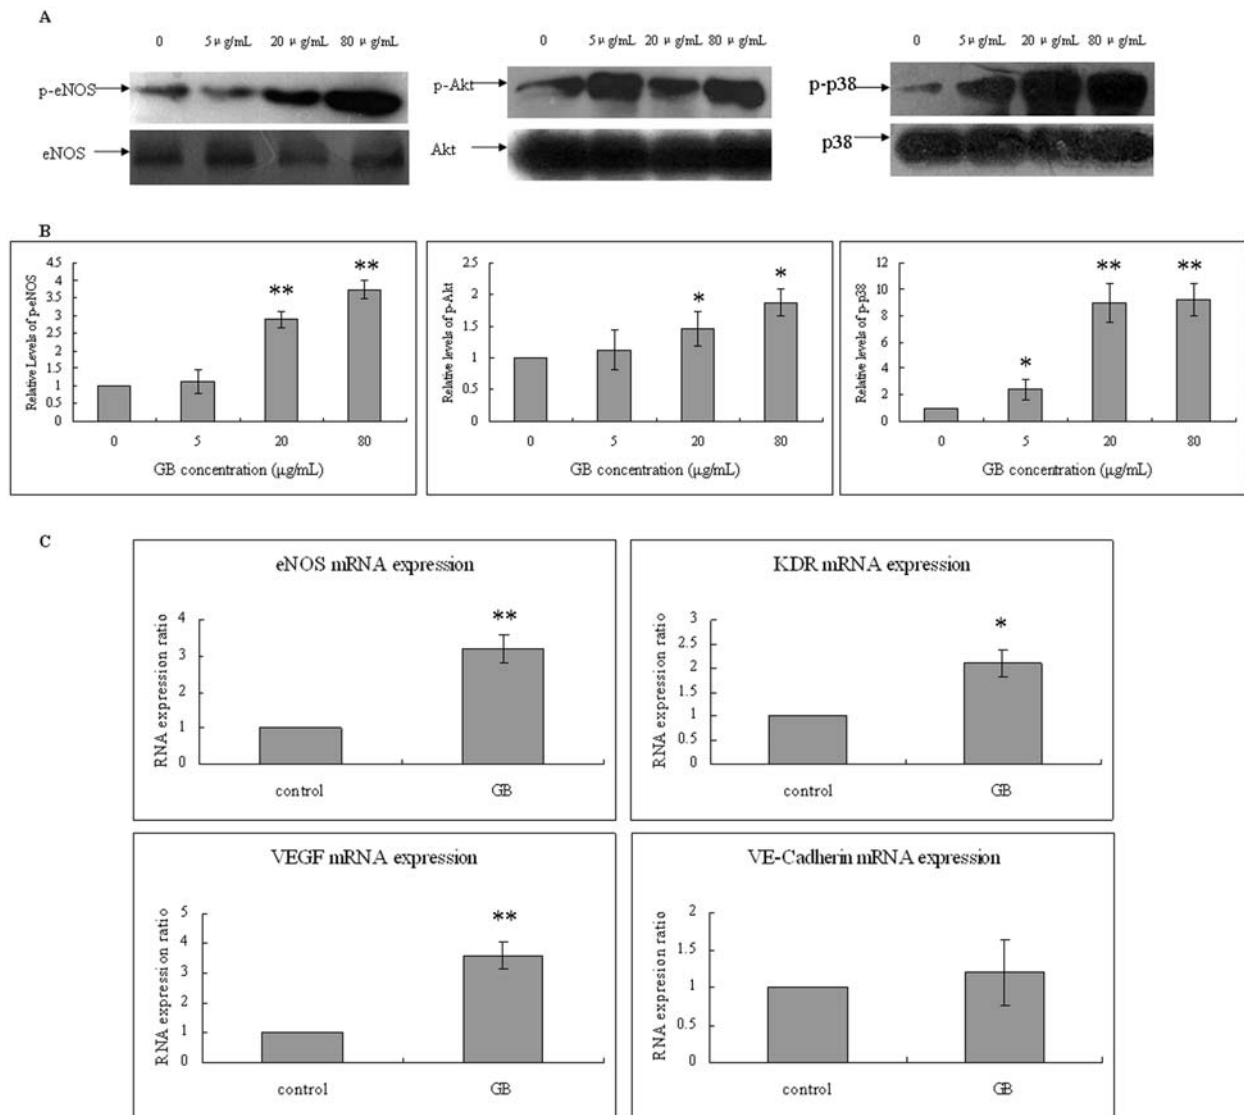 A
0 5μg/mL 20 μg/mL 80 μg/mL
0 5μg/mL 20 μg/mL 80 μg/mL
0 5μg/mL 20 μg/mL 80 μg/mL
p-eNOS
eNOS
p-Akt
Akt
p-p38
p38
B
Relative Levels of p-eNOS
5
4.5
4
3.5
3
2.5
2
1.5
1
0.5
0
** **
0 5 20 80
GB concentration (μg/mL)
Relative levels of p-Akt
2.5
2
1.5
1
0.5
0
* *
0 5 20 80
GB concentration (μg/mL)
Relative levels of p-p38
12
10
8
6
4
2
0
* ** **
0 5 20 80
GB concentration (μg/mL)
C
eNOS mRNA expression
RNA expression ratio
4
3
2
1
0
**
control GB
KDR mRNA expression
RNA expression ratio
3
2.5
2
1.5
1
0.5
0
*
control GB
VEGF mRNA expression
RNA expression ratio
5
4
3
2
1
0
**
control GB
VE-Cadherin mRNA expression
RNA expresion ratio
2
1.5
1
0.5
0
control GB